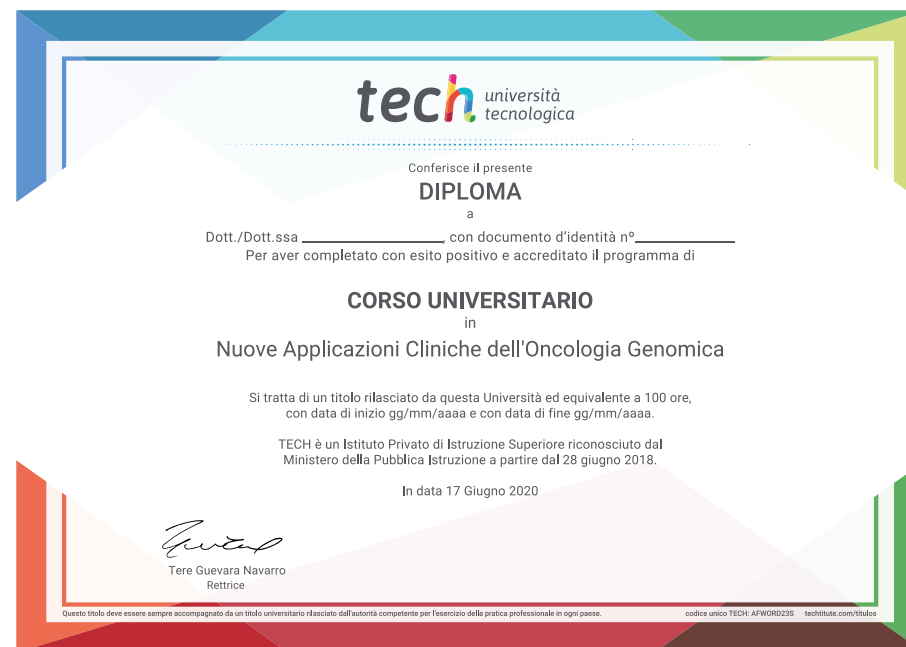 tech università
tecnologica
Conferisce il presente
DIPLOMA
a
Dott./Dott.ssa ____________________, con documento d'identità nº______________
Per aver completato con esito positivo e accreditato il programma di
CORSO UNIVERSITARIO
in
Nuove Applicazioni Cliniche dell'Oncologia Genomica
Si tratta di un titolo rilasciato da questa Università ed equivalente a 100 ore,
con data di inizio gg/mm/aaaa e con data di fine gg/mm/aaaa.
TECH è un Istituto Privato di Istruzione Superiore riconosciuto dal
Ministero della Pubblica Istruzione a partire dal 28 giugno 2018.
In data 17 Giugno 2020
Tere Guevara Navarro
Rettrice
Questo titolo deve essere sempre accompagnato da un titolo universitario rilasciato dall'autorità competente per l'esercizio della pratica professionale in ogni paese. codice unico TECH: AFWORD23S techtitute.com/títulos